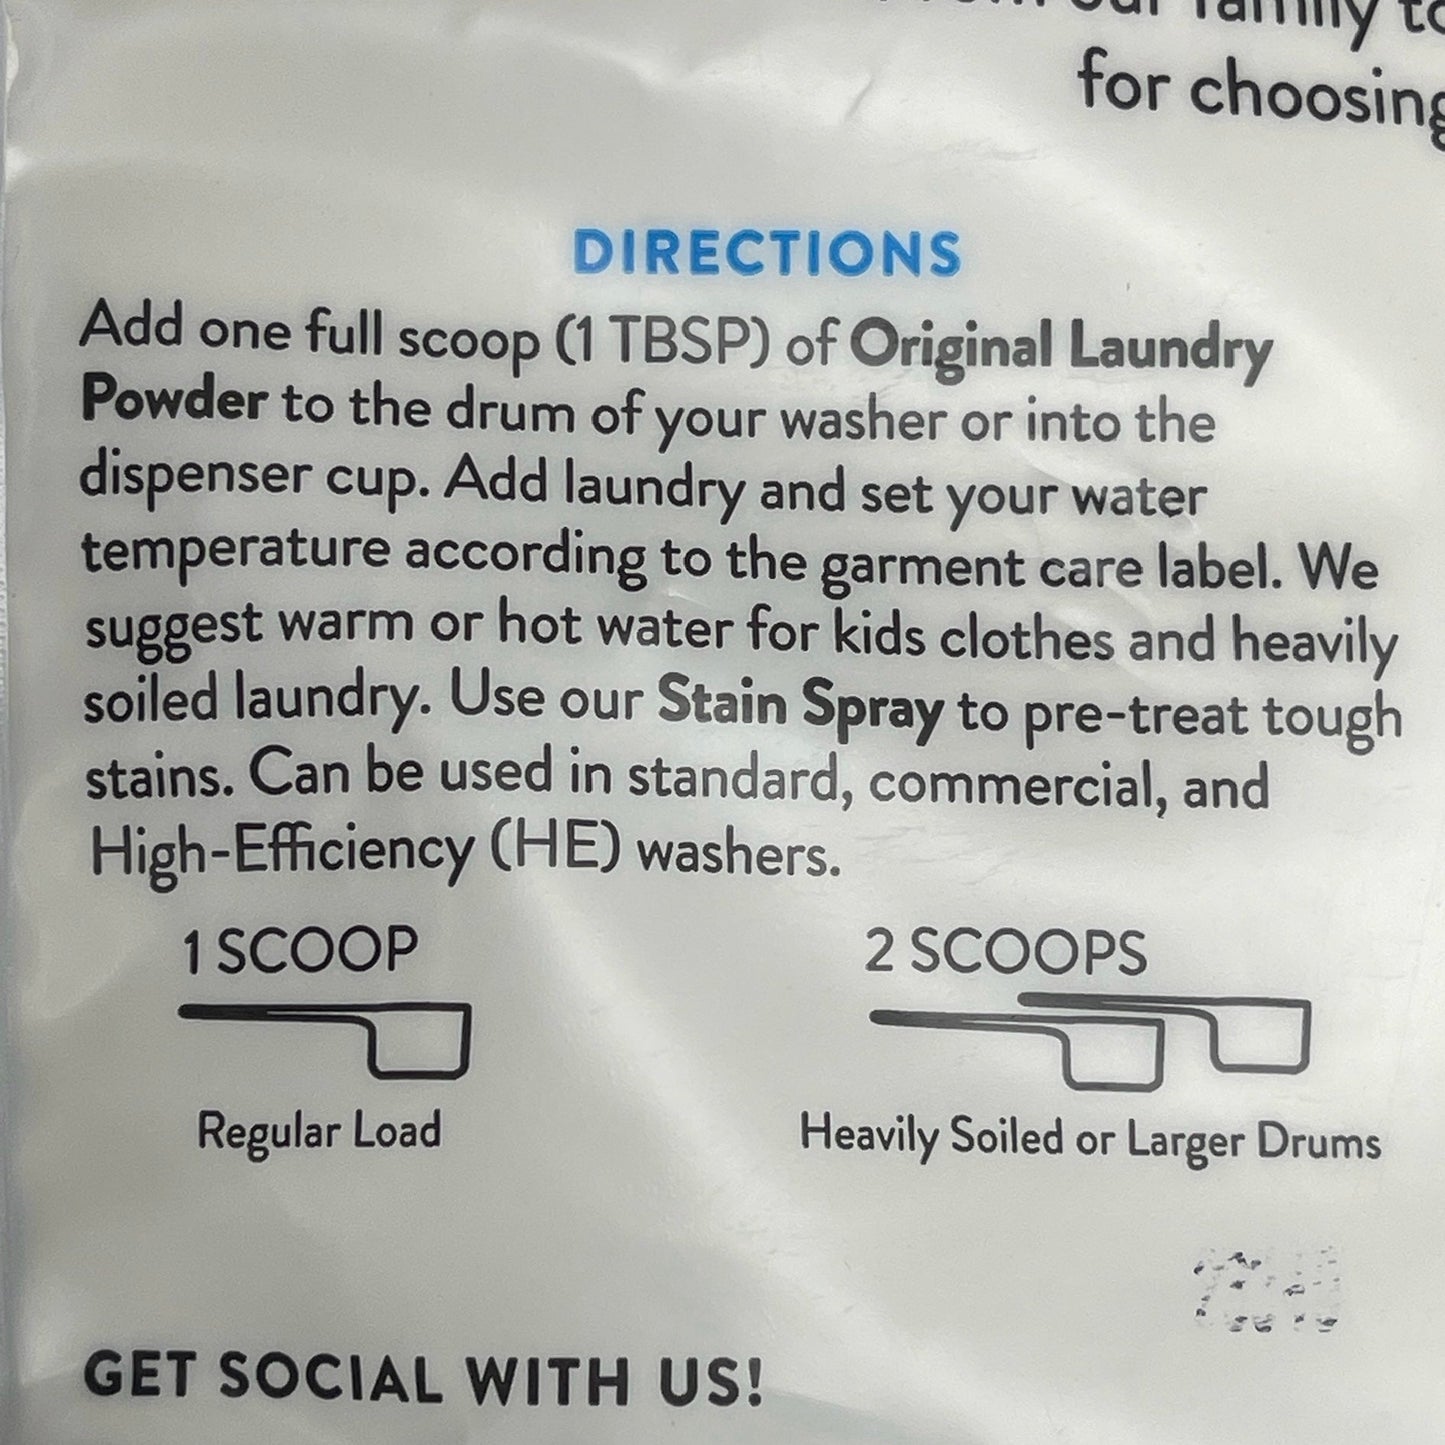 our family to
for choosing
DIRECTIONS
Add one full scoop (1 TBSP) of Original Laundry
Powder to the drum of your washer or into the
dispenser cup. Add laundry and set your water
temperature according to the garment care label. We
suggest warm or hot water for kids clothes and heavily
soiled laundry. Use our Stain Spray to pre-treat tough
stains. Can be used in standard, commercial, and
High-Efficiency (HE) washers.
1 SCOOP
2 SCOOPS
Regular Load
Heavily Soiled or Larger Drums
GET SOCIAL WITH US!